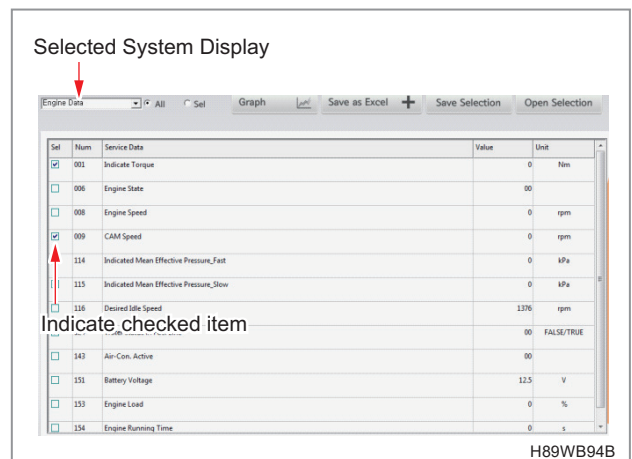 Selected System Display
Engine Data All Sel Graph Save as Excel Save Selection Open Selection
Sel Num Service Data Value Unit
001 Indicate Torque 0 Nm
006 Engine State 00
008 Engine Speed 0 rpm
009 CAM Speed 0 rpm
114 Indicated Mean Effective Pressure_Fast 0 kPa
115 Indicated Mean Effective Pressure_Slow 0 kPa
116 Desired Idle Speed 1376 rpm
Indicate checked item
00 FALSE/TRUE
143 Air-Con. Active 00
151 Battery Voltage 12.5 V
153 Engine Load 0 %
154 Engine Running Time 0 s
H89WB94B